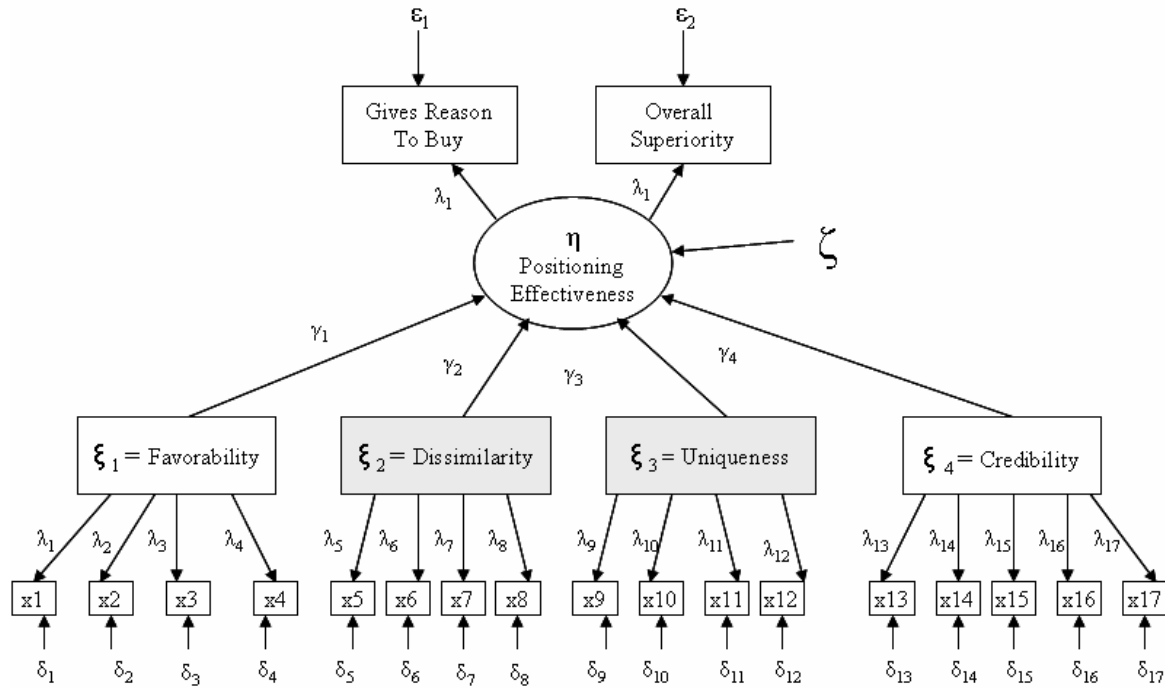 ε₁ ε₂
Gives Reason
To Buy
Overall
Superiority
λ₁ λ₁
η
Positioning
Effectiveness
ζ
γ₁ γ₂ γ₃ γ₄
ξ₁ = Favorability ξ₂ = Dissimilarity ξ₃ = Uniqueness ξ₄ = Credibility
λ₁ λ₂ λ₃ λ₄ λ₅ λ₆ λ₇ λ₈ λ₉ λ₁₀ λ₁₁ λ₁₂ λ₁₃ λ₁₄ λ₁₅ λ₁₆ λ₁₇
x1 x2 x3 x4 x5 x6 x7 x8 x9 x10 x11 x12 x13 x14 x15 x16 x17
δ₁ δ₂ δ₃ δ₄ δ₅ δ₆ δ₇ δ₈ δ₉ δ₁₀ δ₁₁ δ₁₂ δ₁₃ δ₁₄ δ₁₅ δ₁₆ δ₁₇